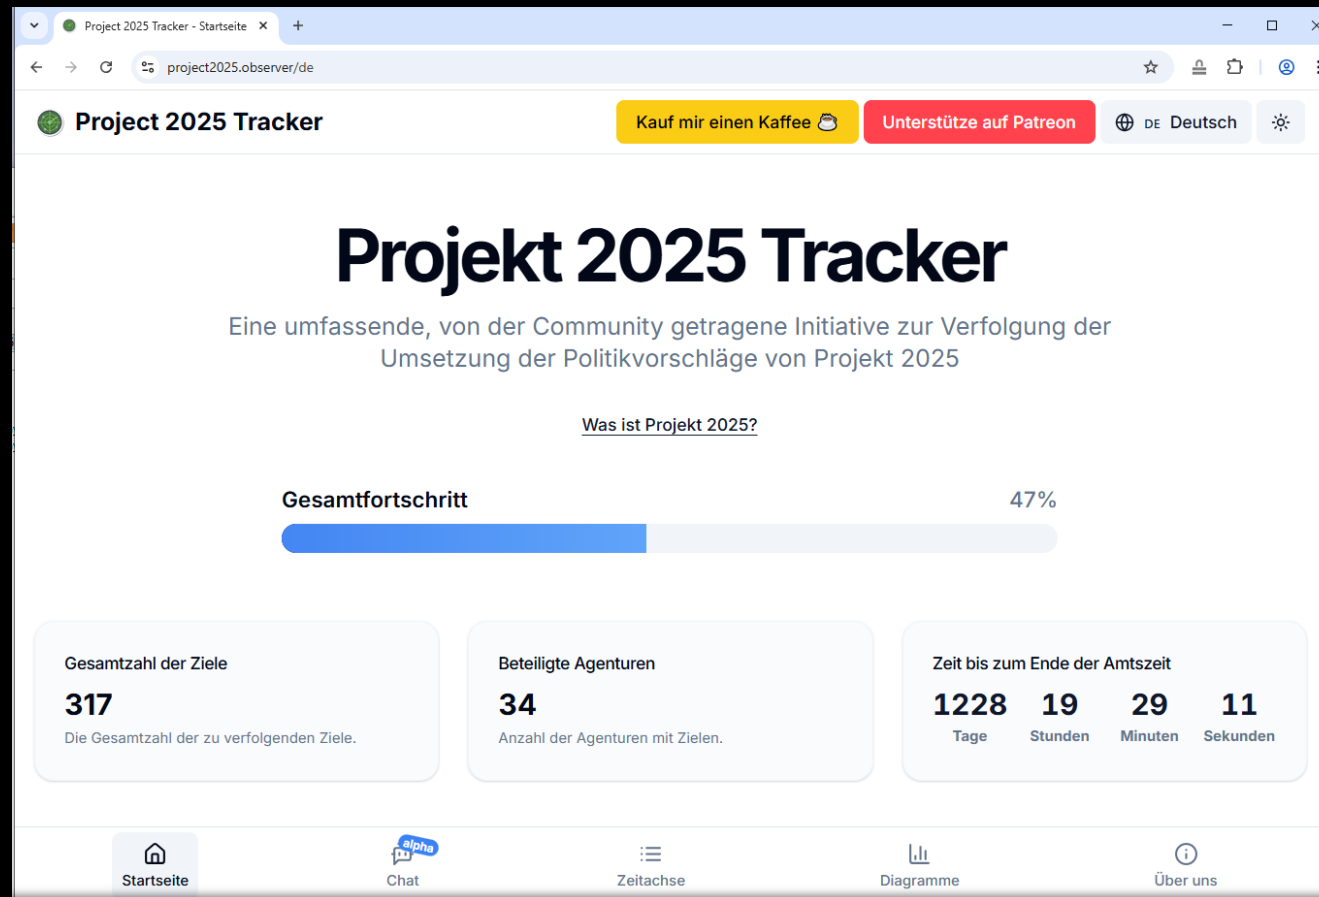 Project 2025 Tracker - Startseite
project2025.observer/de
Project 2025 Tracker
Kauf mir einen Kaffee
Unterstütze auf Patreon
DE Deutsch
Projekt 2025 Tracker
Eine umfassende, von der Community getragene Initiative zur Verfolgung der
Umsetzung der Politikvorschläge von Projekt 2025
Was ist Projekt 2025?
Gesamtfortschritt 47%
Gesamtzahl der Ziele
317
Die Gesamtzahl der zu verfolgenden Ziele.
Beteiligte Agenturen
34
Anzahl der Agenturen mit Zielen.
Zeit bis zum Ende der Amtszeit
1228 19 29 11
Tage Stunden Minuten Sekunden
alpha
Startseite Chat Zeitachse Diagramme Über uns